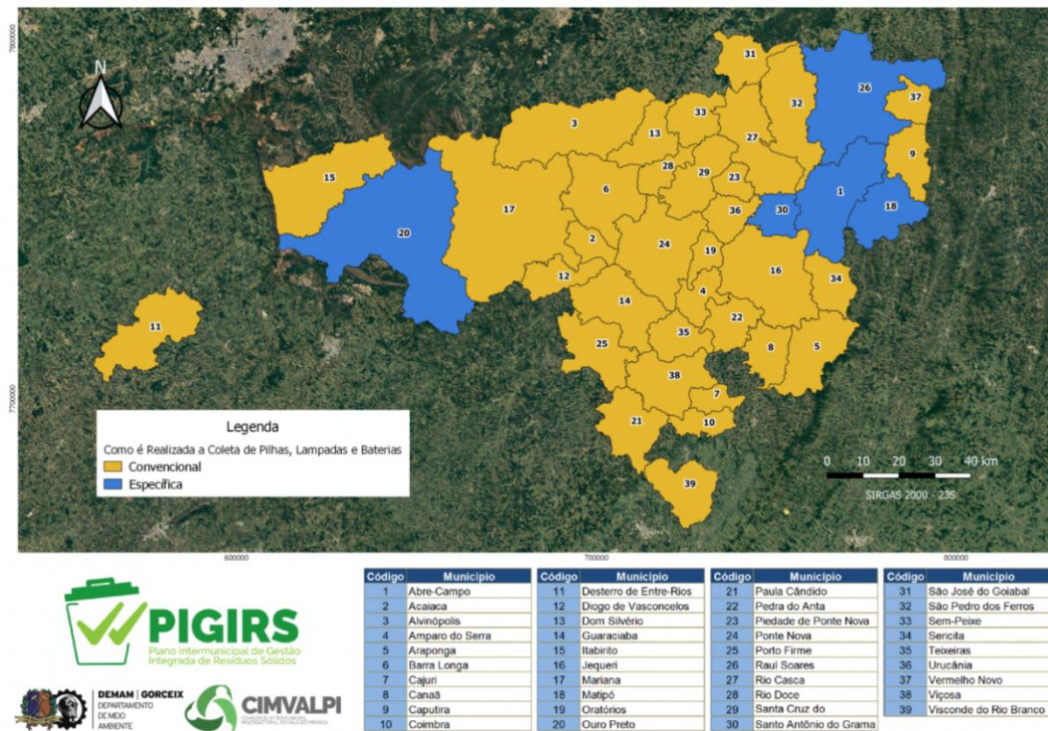 7800000
N
31
26
37
32
33
3
13
27
9
28
15
29
23
6
1
18
17
36
30
20
2
24
19
16
12
34
4
14
22
11
35
25
8
5
38
7
21
10
39
7700000
Legenda
Como é Realizada a Coleta de Pilhas, Lampadas e Baterias
Convencional
Específica
0 10 20 30 40 km
SIRGAS 2000 - 23S
600000 700000 800000
PIGIRS
Plano Intermunicipal de Gestão
Integrada de Resíduos Sólidos
DEMAM | GORCEIX
DEPARTAMENTO
DE MEIO
AMBIENTE
CIMVALPI
Código Município
1 Abre-Campo
2 Acaiaca
3 Alvinópolis
4 Amparo do Serra
5 Araponga
6 Barra Longa
7 Cajuri
8 Canaã
9 Caputira
10 Coimbra
Código Município
11 Desterro de Entre-Rios
12 Diogo de Vasconcelos
13 Dom Silvério
14 Guaraciaba
15 Itabirito
16 Jequeri
17 Mariana
18 Matipó
19 Oratórios
20 Ouro Preto
Código Município
21 Paula Cândido
22 Pedra do Anta
23 Piedade de Ponte Nova
24 Ponte Nova
25 Porto Firme
26 Raul Soares
27 Rio Casca
28 Rio Doce
29 Santa Cruz do
30 Santo Antônio do Grama
Código Município
31 São José do Goiabal
32 São Pedro dos Ferros
33 Sem-Peixe
34 Sericita
35 Teixeiras
36 Urucânia
37 Vermelho Novo
38 Viçosa
39 Visconde do Rio Branco